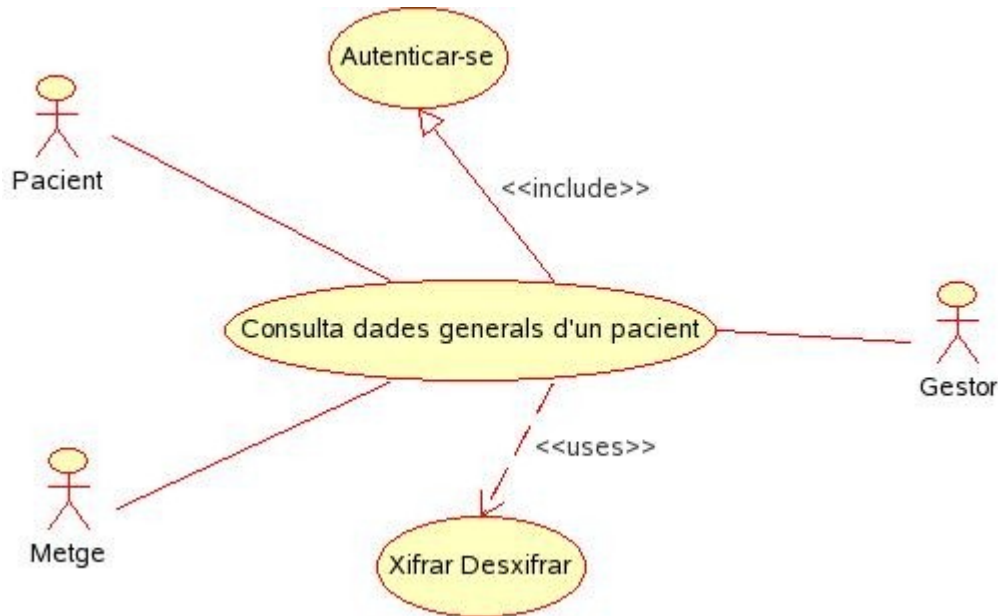 Autenticar-se
Pacient
<<include>>
Consulta dades generals d'un pacient
Gestor
<<uses>>
Metge
Xifrar Desxifrar